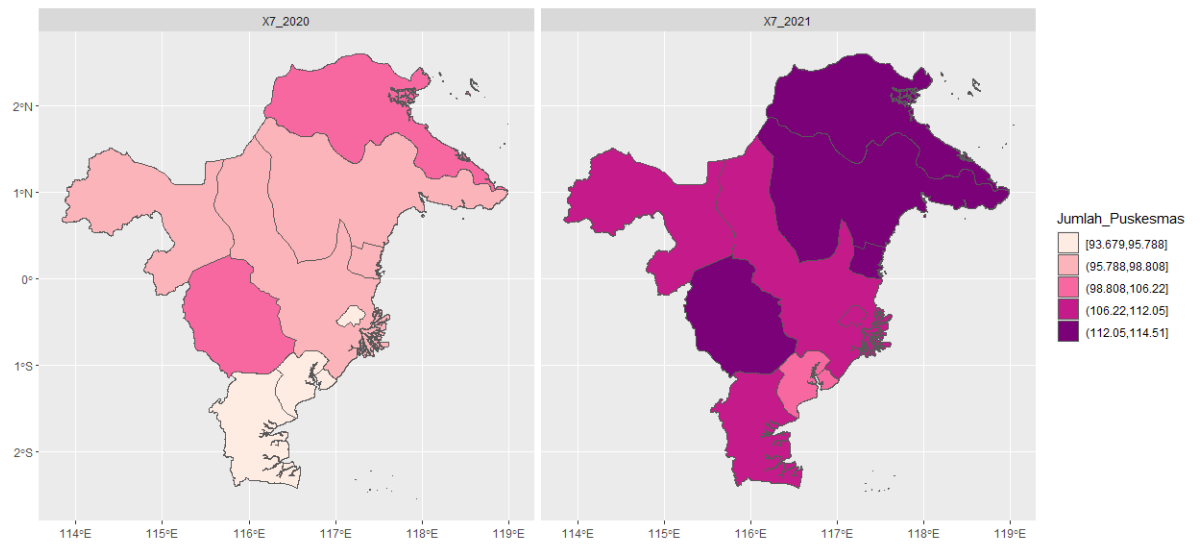 X7_2020
X7_2021
2°N
1°N
0°
1°S
2°S
114°E 115°E 116°E 117°E 118°E 119°E
114°E 115°E 116°E 117°E 118°E 119°E
Jumlah_Puskesmas
[93.679,95.788]
(95.788,98.808]
(98.808,106.22]
(106.22,112.05]
(112.05,114.51]